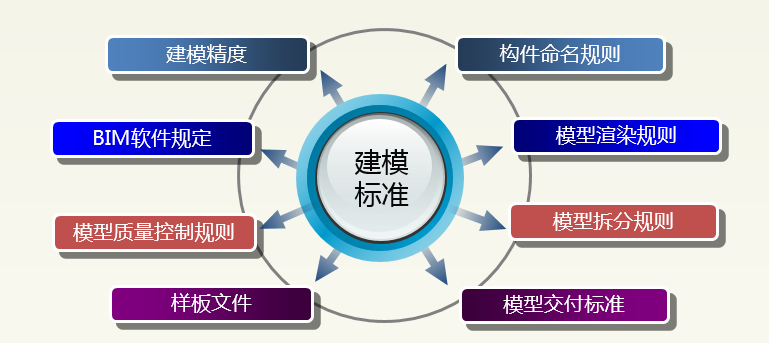 建模精度
构件命名规则
BIM软件规定
模型渲染规则
建模
标准
模型质量控制规则
模型拆分规则
样板文件
模型交付标准